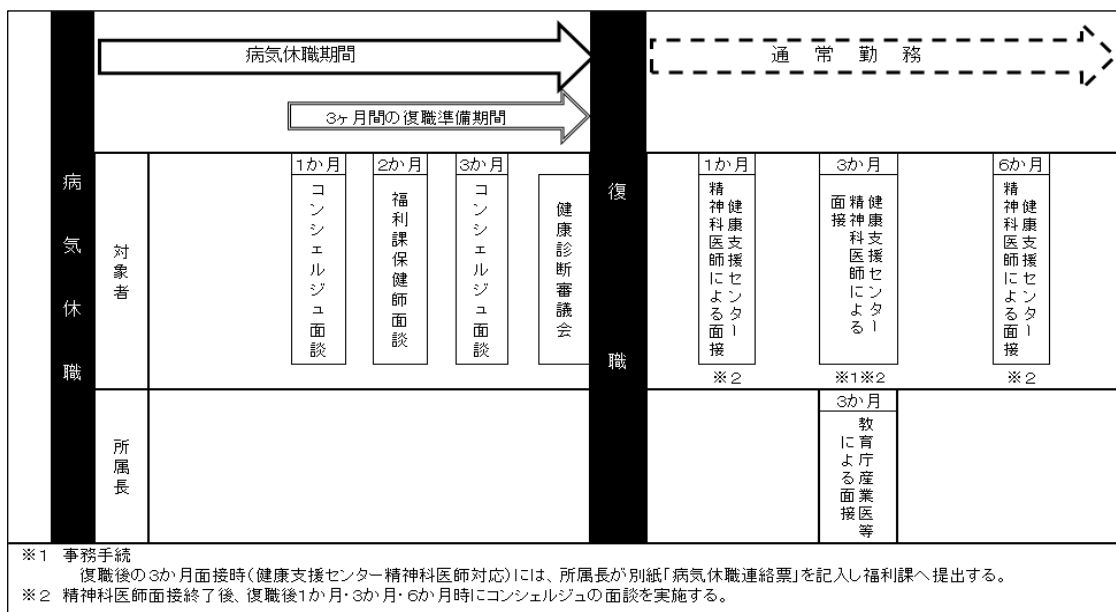 病気休職期間
通常勤務
3ヶ月間の復職準備期間
病気休職
対象者
1か月
コンシェルジュ面談
2か月
福利課保健師面談
3か月
コンシェルジュ面談
健康診断審議会
復職
1か月
健康支援センター
精神科医師による面接
※2
3か月
健康支援センター
精神科医師による
面接
※1※2
6か月
健康支援センター
精神科医師による面接
※2
所属長
3か月
教育庁産業医等
による面接
※1 事務手続
復職後の3か月面接時(健康支援センター精神科医師対応)には、所属長が別紙「病気休職連絡票」を記入し福利課へ提出する。
※2 精神科医師面接終了後、復職後1か月・3か月・6か月時にコンシェルジュの面談を実施する。